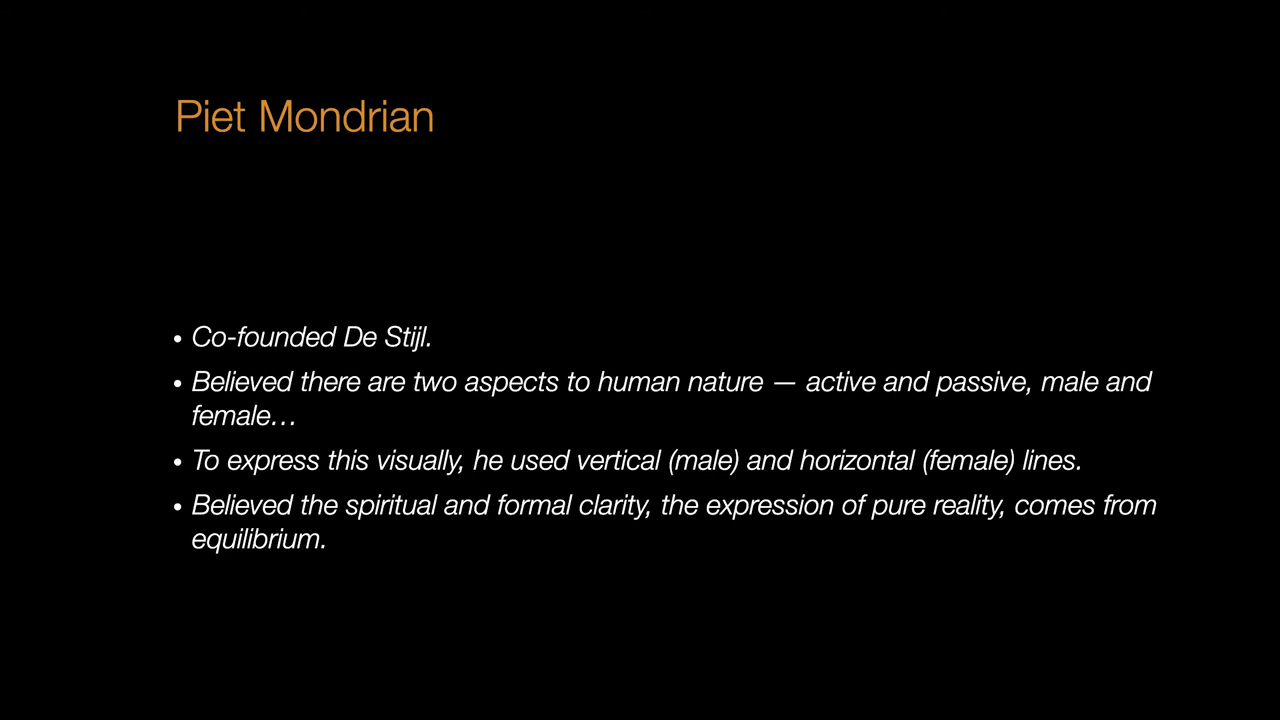 Piet Mondrian
• Co-founded De Stijl.
• Believed there are two aspects to human nature — active and passive, male and
female…
• To express this visually, he used vertical (male) and horizontal (female) lines.
• Believed the spiritual and formal clarity, the expression of pure reality, comes from
equilibrium.